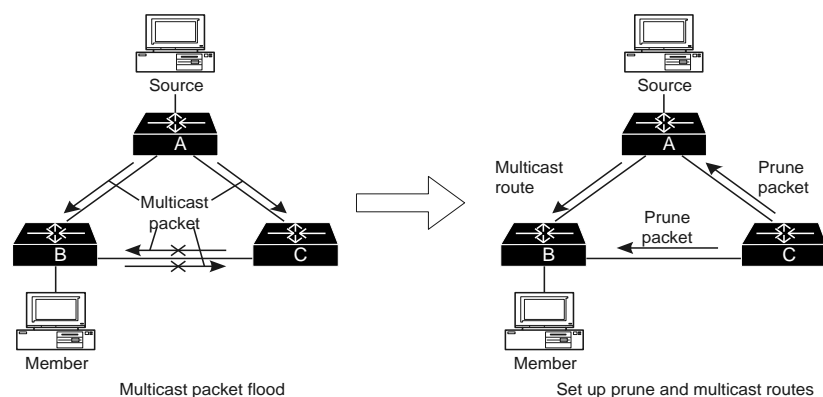 Source
A
Multicast
packet
B
C
Member
Multicast packet flood
Source
A
Multicast
route
Prune
packet
Prune
packet
B
C
Member
Set up prune and multicast routes